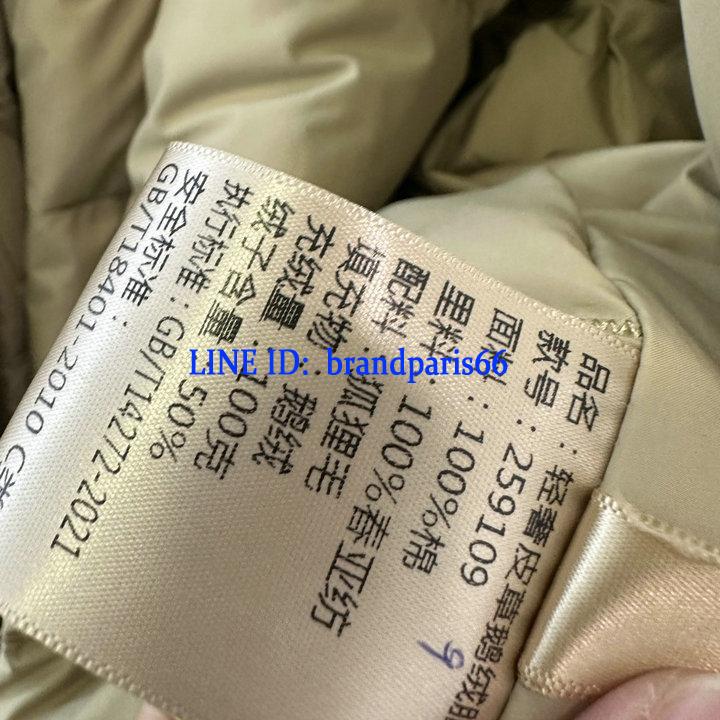 品名：轻奢皮草鹅绒服
款号：259109
面料：100%棉
里料：100%春亚纺
配料：狐狸毛
填充物：鹅绒
充绒量：100克
绒子含量：50%
执行标准：GB/T14272-2021
安全标准：
GB/T18401-2010 C类
9
LINE ID: brandparis66